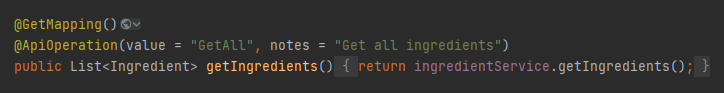 @GetMapping()
@ApiOperation(value = "GetAll", notes = "Get all ingredients")
public List<Ingredient> getIngredients() { return ingredientService.getIngredients(); }